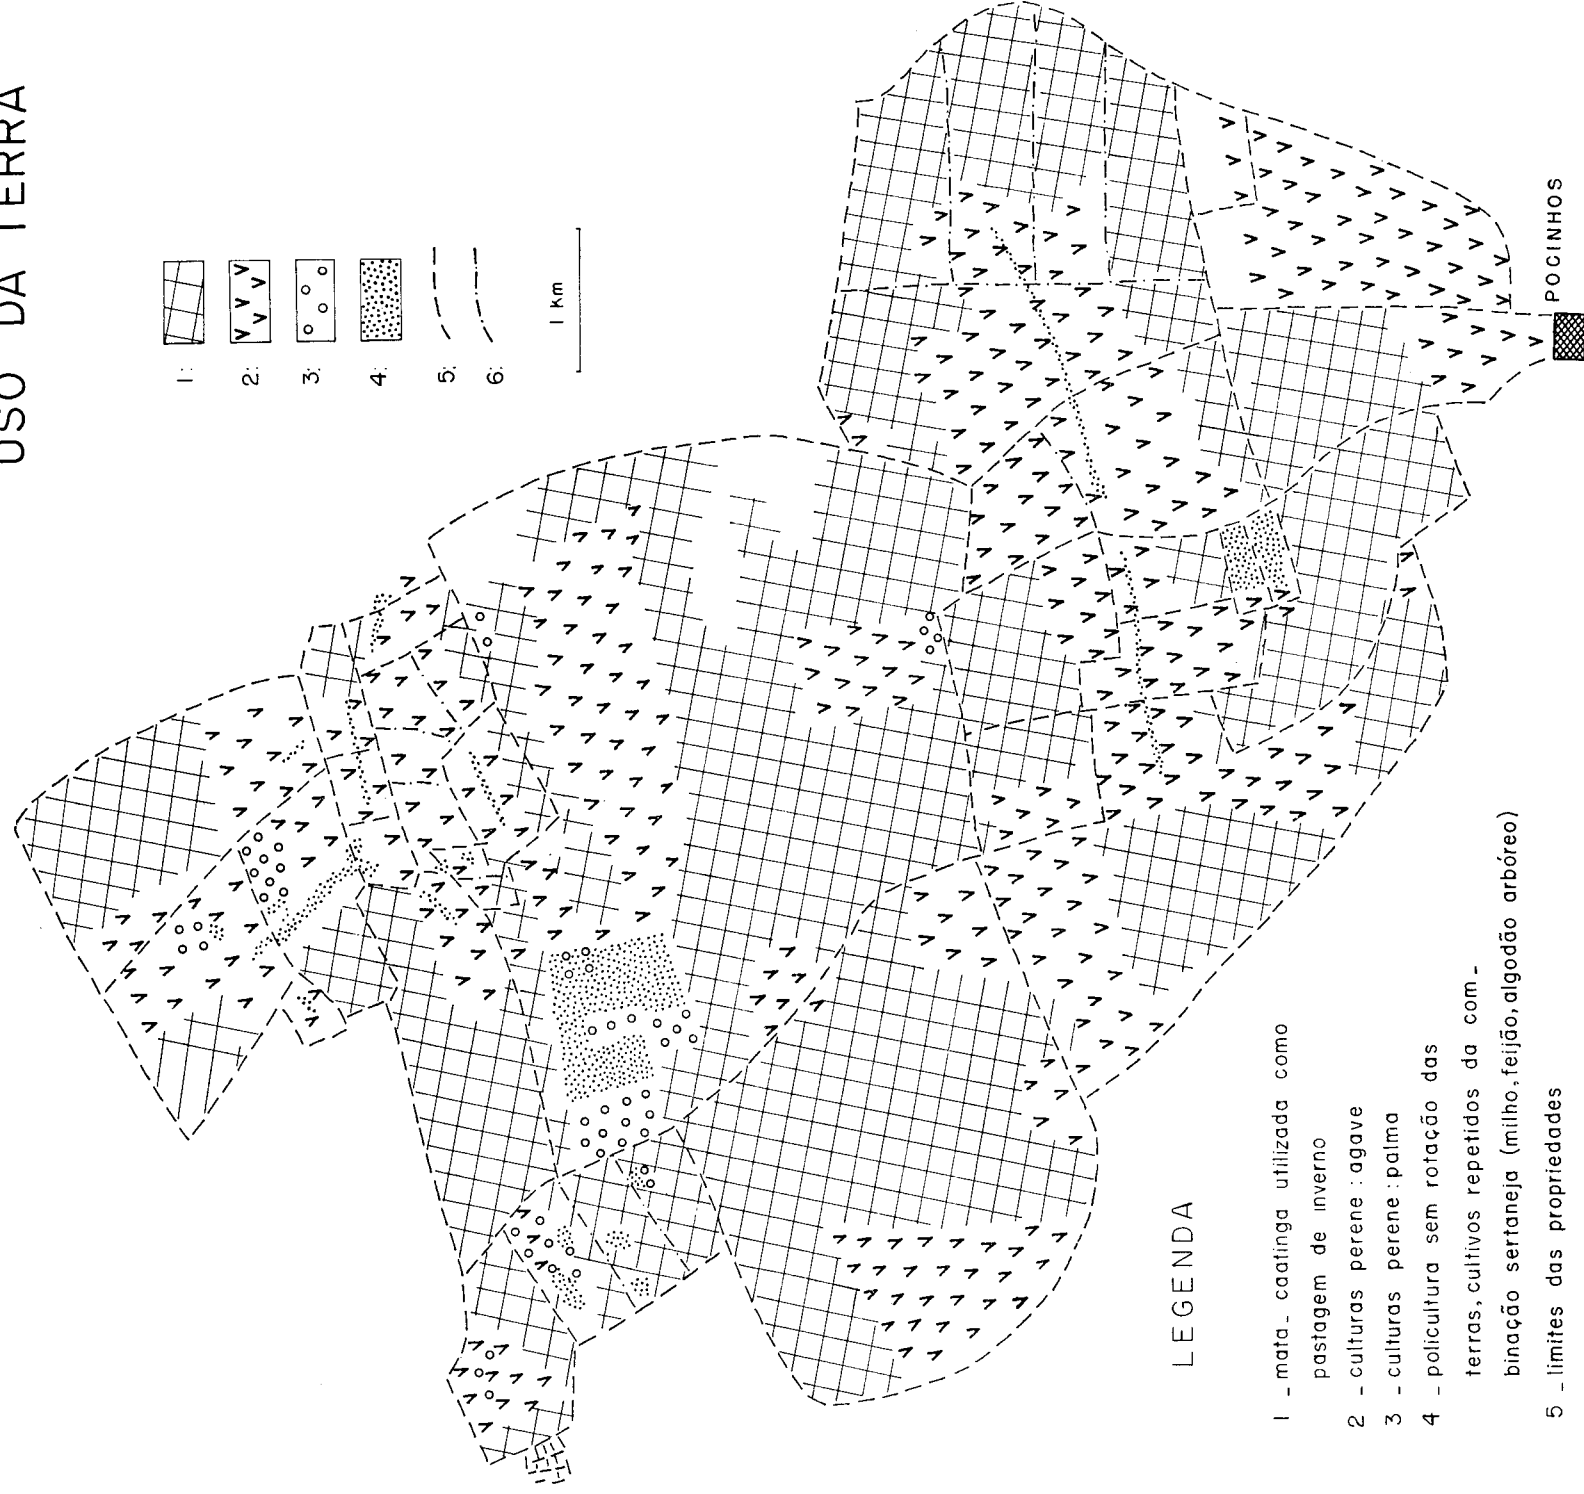 USO DA TERRA
1:
2:
3:
4:
5:
6:
1 km
POCINHOS
LEGENDA
1 - mata - caatinga utilizada como
pastagem de inverno
2 - culturas perene : agave
3 - culturas perene : palma
4 - policultura sem rotação das
terras, cultivos repetidos da com-
binação sertaneja (milho, feijão, algodão arbóreo)
5 - limites das propriedades